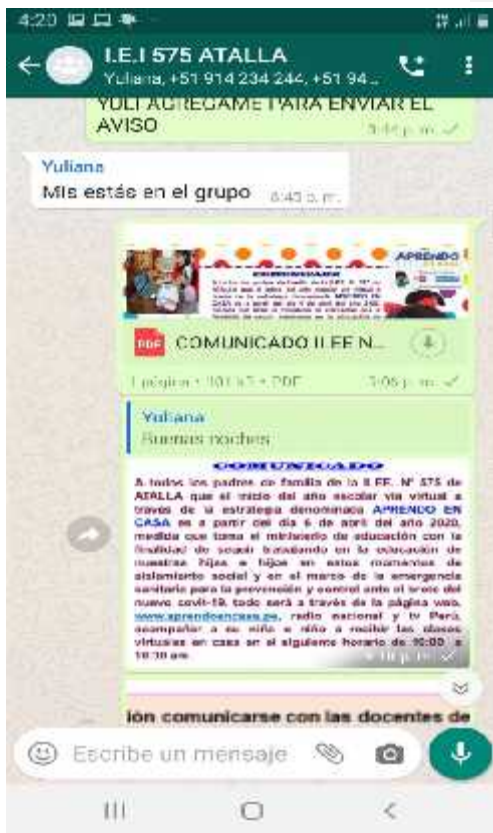 4:20
I.E.I 575 ATALLA
Yuliana, +51 914 234 244, +51 94...
YULI AGREGAME PARA ENVIAR EL
AVISO
Yuliana
Mis estás en el grupo
COMUNICADO
APRENDO
PDF COMUNICADO II.EE N...
1 página • PDF
Yuliana
Buenas noches
COMUNICADO
A todos los padres de familia de la II.EE. N° 575 de
ATALLA que el inicio del año escolar vía virtual a
través de la estrategia denominada APRENDO EN
CASA es a partir del día 6 de abril del año 2020,
medida que toma el ministerio de educación con la
finalidad de seguir trabajando en la educación de
nuestras hijas e hijos en estos momentos de
aislamiento social y en el marco de la emergencia
sanitaria para la prevención y control ante el brote del
nuevo covit-19, todo será a través de la página web,
www.aprendoencasa.pe, radio nacional y tv Perú,
acompañar a su niña o niño a recibir las clases
virtuales en casa en el siguiente horario de 10:00 a
10:30 am
ión comunicarse con las docentes de
Escribe un mensaje